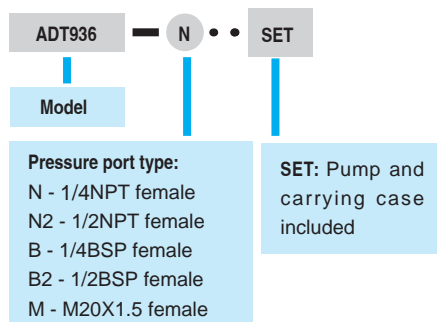 ADT936 — N • • SET
Model
Pressure port type:
N - 1/4NPT female
N2 - 1/2NPT female
B - 1/4BSP female
B2 - 1/2BSP female
M - M20X1.5 female
SET: Pump and
carrying case
included